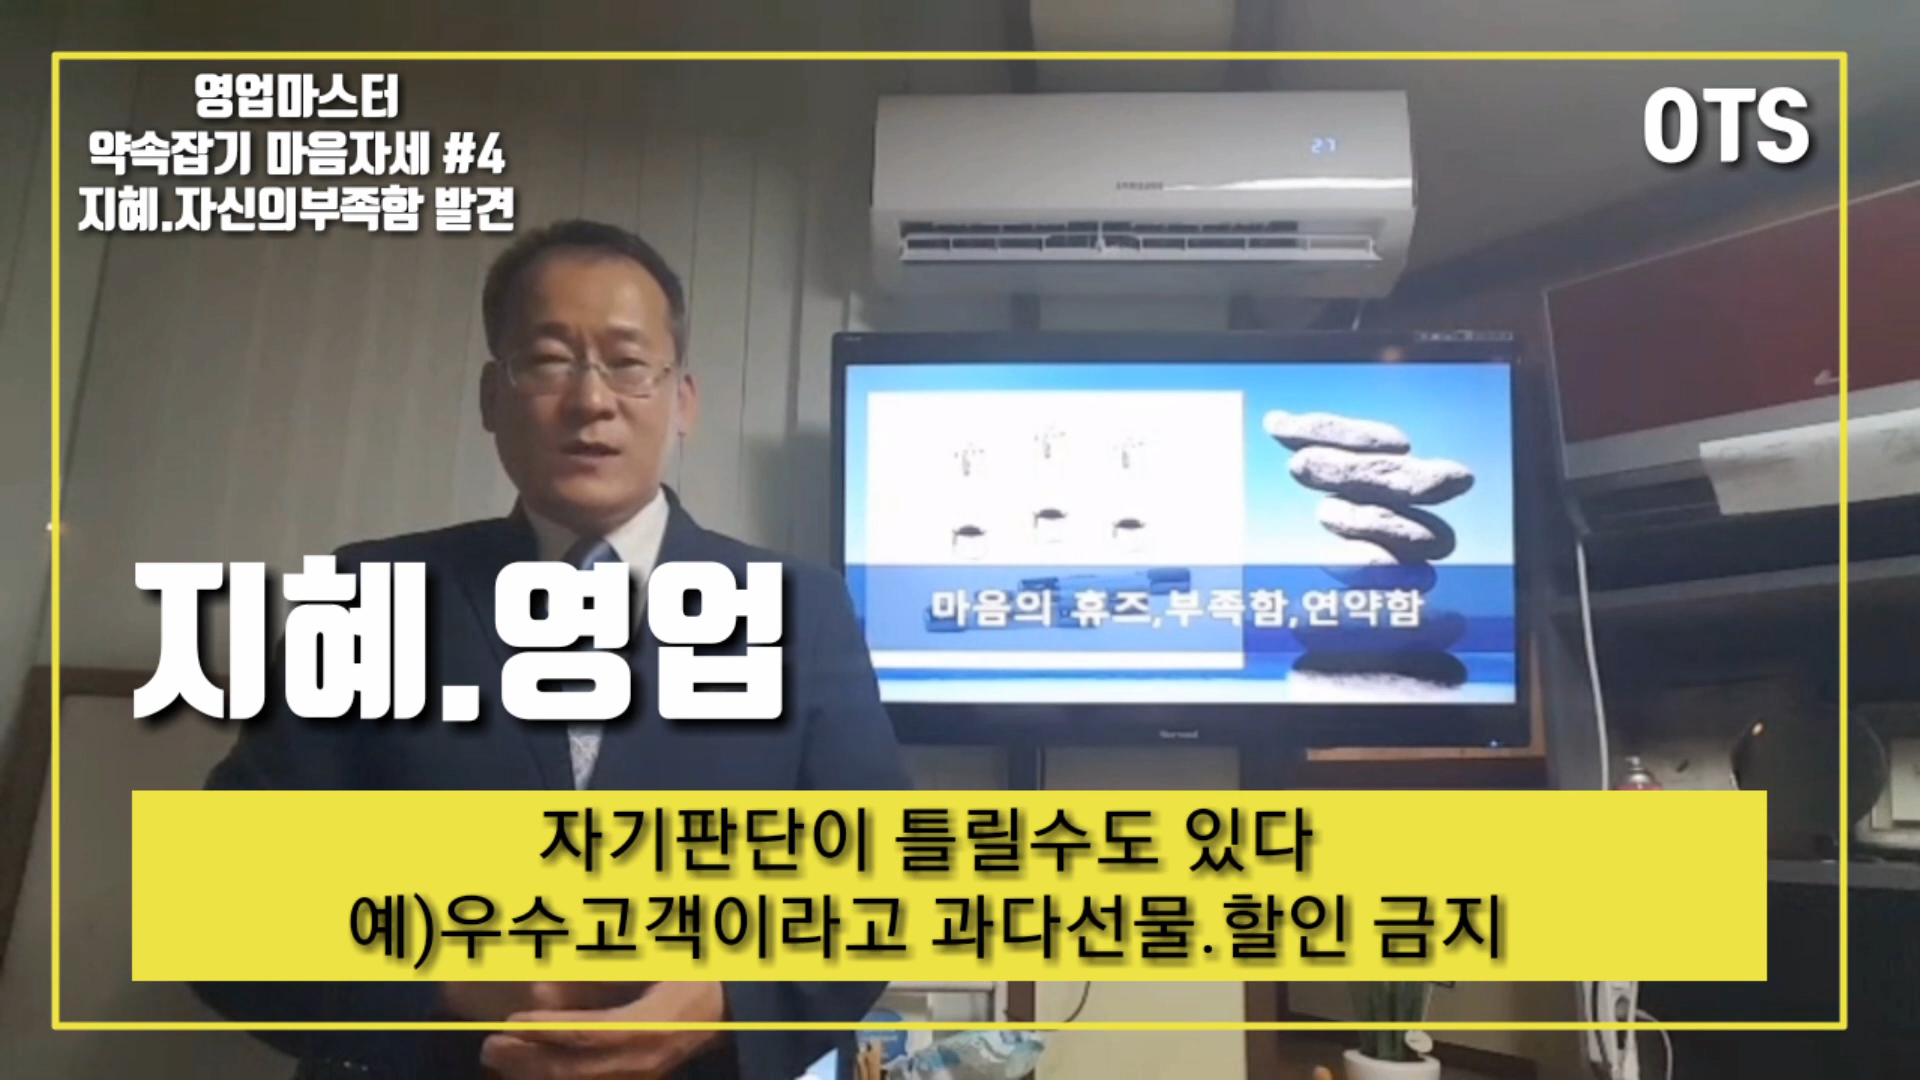 영업마스터
약속잡기 마음자세 #4
지혜.자신의부족함 발견
OTS
27
SAMSUNG
마음의 휴즈,부족함,연약함
지혜.영업
자기판단이 틀릴수도 있다
예)우수고객이라고 과다선물.할인 금지